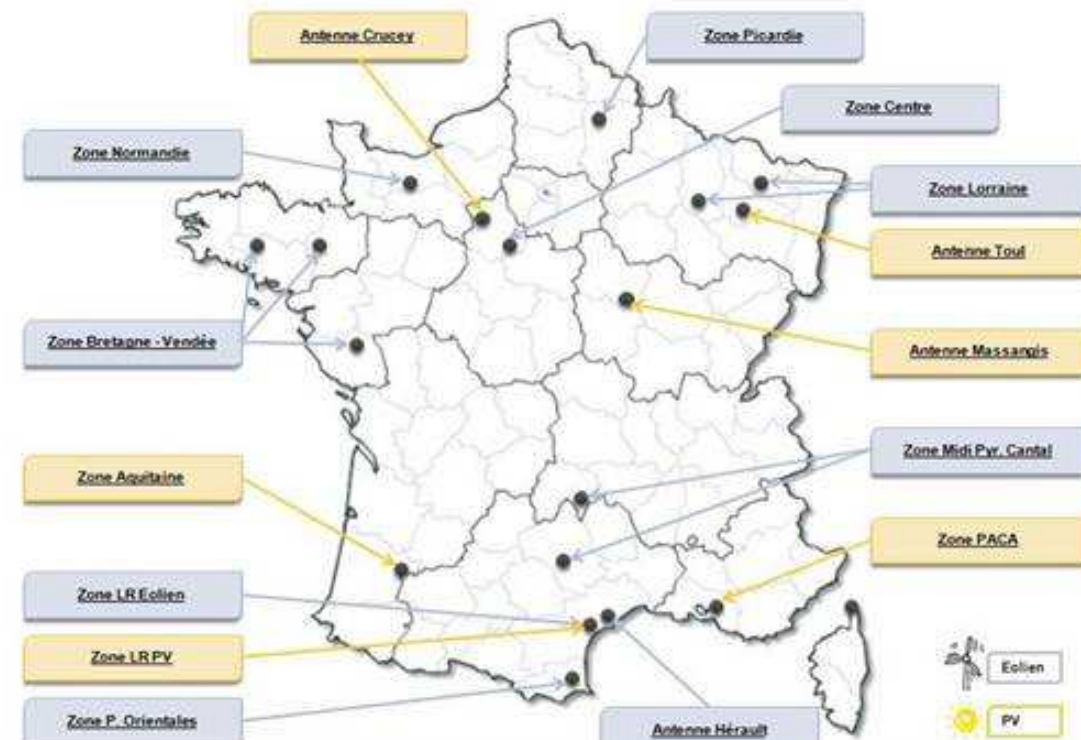 Antenne Crucey
Zone Picardie
Zone Centre
Zone Normandie
Zone Lorraine
Antenne Toul
Zone Bretagne - Vendée
Antenne Massangis
Zone Midi Pyr. Cantal
Zone Aquitaine
Zone PACA
Zone LR Eolien
Zone LR PV
Eolien
Zone P. Orientales
Antenne Hérault
PV